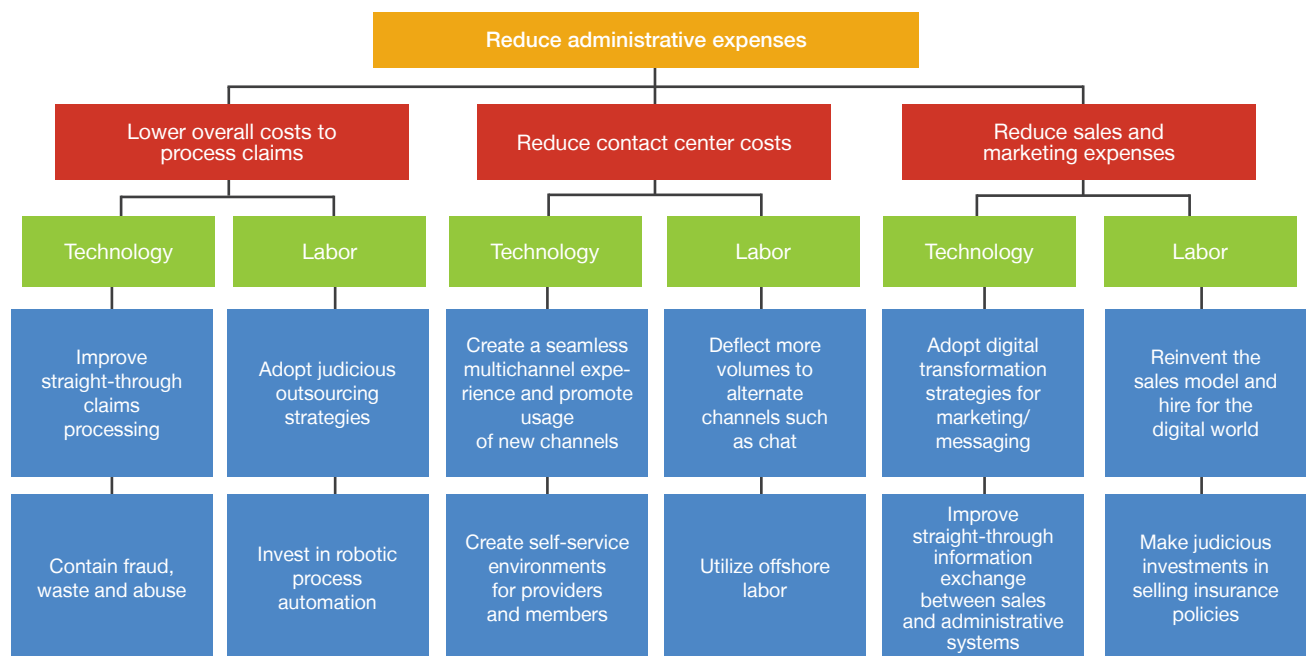 Reduce administrative expenses
Lower overall costs to
process claims
Reduce contact center costs
Reduce sales and
marketing expenses
Technology
Labor
Technology
Labor
Technology
Labor
Improve
straight-through
claims
processing
Adopt judicious
outsourcing
strategies
Create a seamless
multichannel expe-
rience and promote
usage
of new channels
Deflect more
volumes to
alternate
channels such
as chat
Adopt digital
transformation
strategies for
marketing/
messaging
Reinvent the
sales model and
hire for the
digital world
Contain fraud,
waste and abuse
Invest in robotic
process
automation
Create self-service
environments
for providers
and members
Utilize offshore
labor
Improve
straight-through
information
exchange
between sales
and administrative
systems
Make judicious
investments in
selling insurance
policies